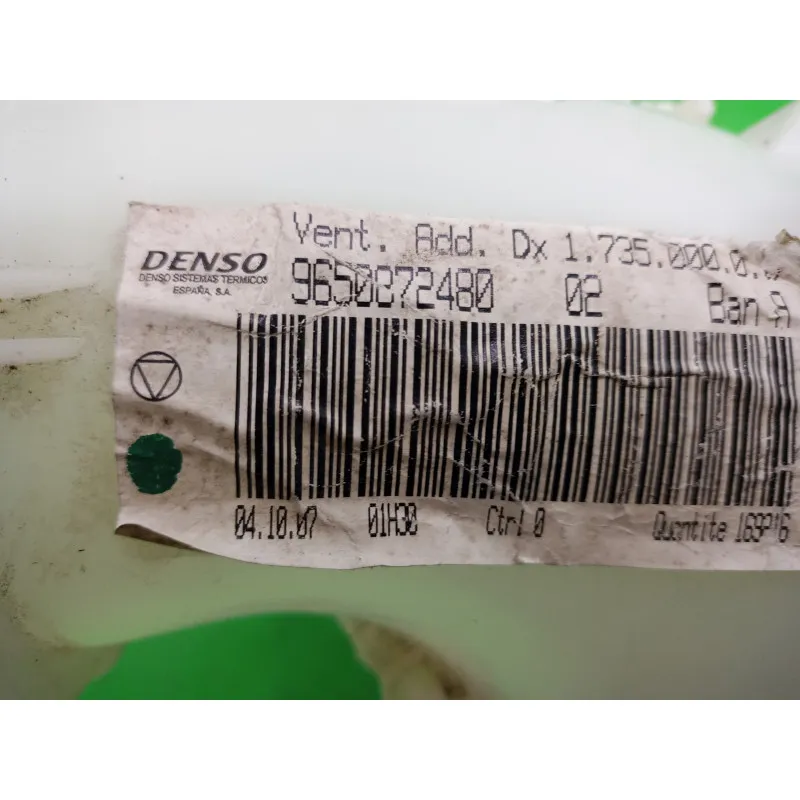 Vent. Add. Dx 1.735.000.0.0
DENSO
DENSO SISTEMAS TERMICOS
ESPAÑA, S.A.
9650872480 02 Ban A
04.10.07 01H30 Ctrl 0 Quantite